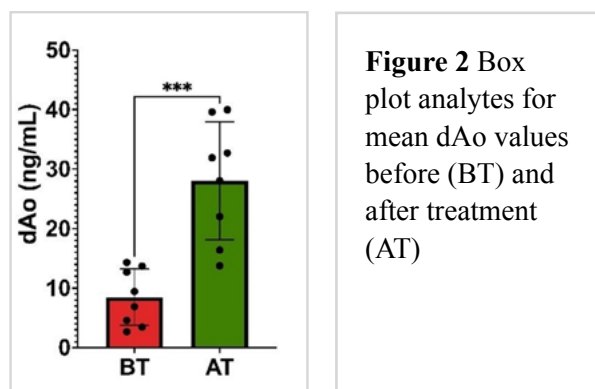 50
40
30
20
10
0
dAo (ng/mL)
***
BT AT
Figure 2 Box
plot analytes for
mean dAo values
before (BT) and
after treatment
(AT)